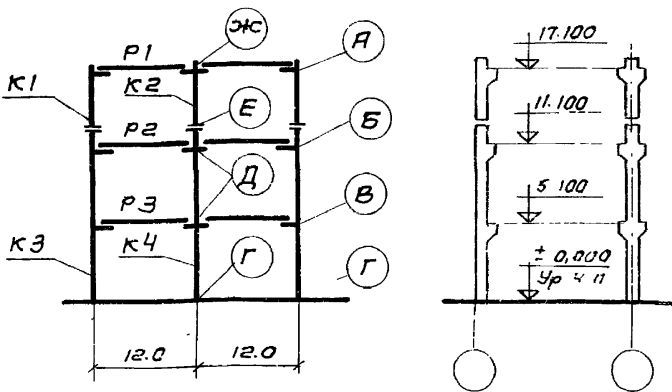 Ж
Р1
А
К1
К2
Е
Р2
Б
Д
Р3
В
К3
К4
Г
Г
12.0
12.0
17.100
11.100
5.100
± 0,000
Ур ч п